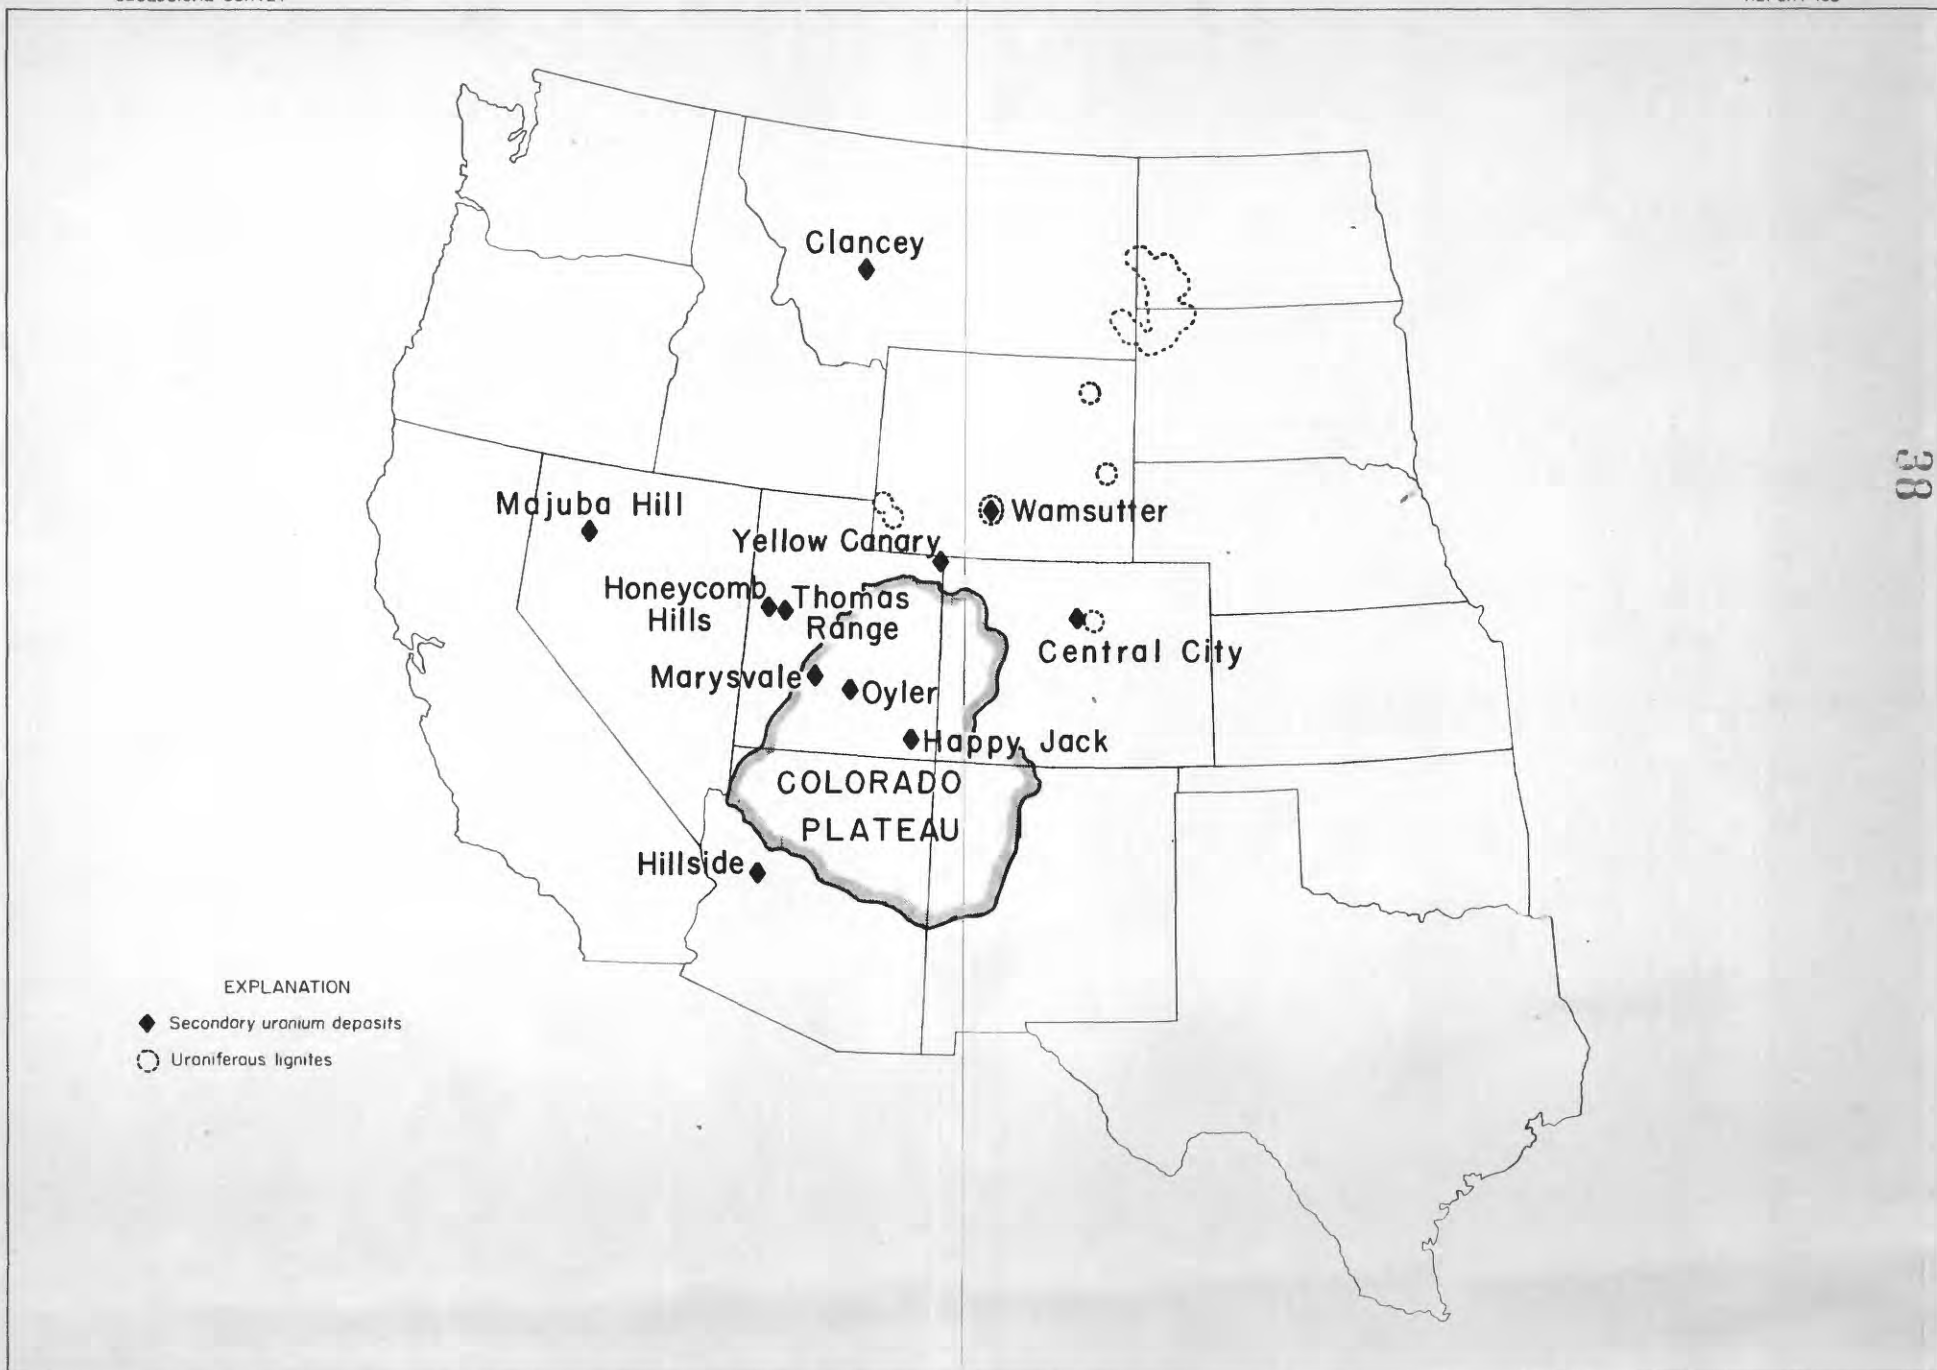 Clancey
Majuba Hill
Wamsutter
Yellow Canary
Honeycomb
Hills
Thomas
Range
Central City
Marysvale
Oyler
Happy Jack
COLORADO
PLATEAU
Hillside
EXPLANATION
Secondary uranium deposits
Uraniferous lignites
38